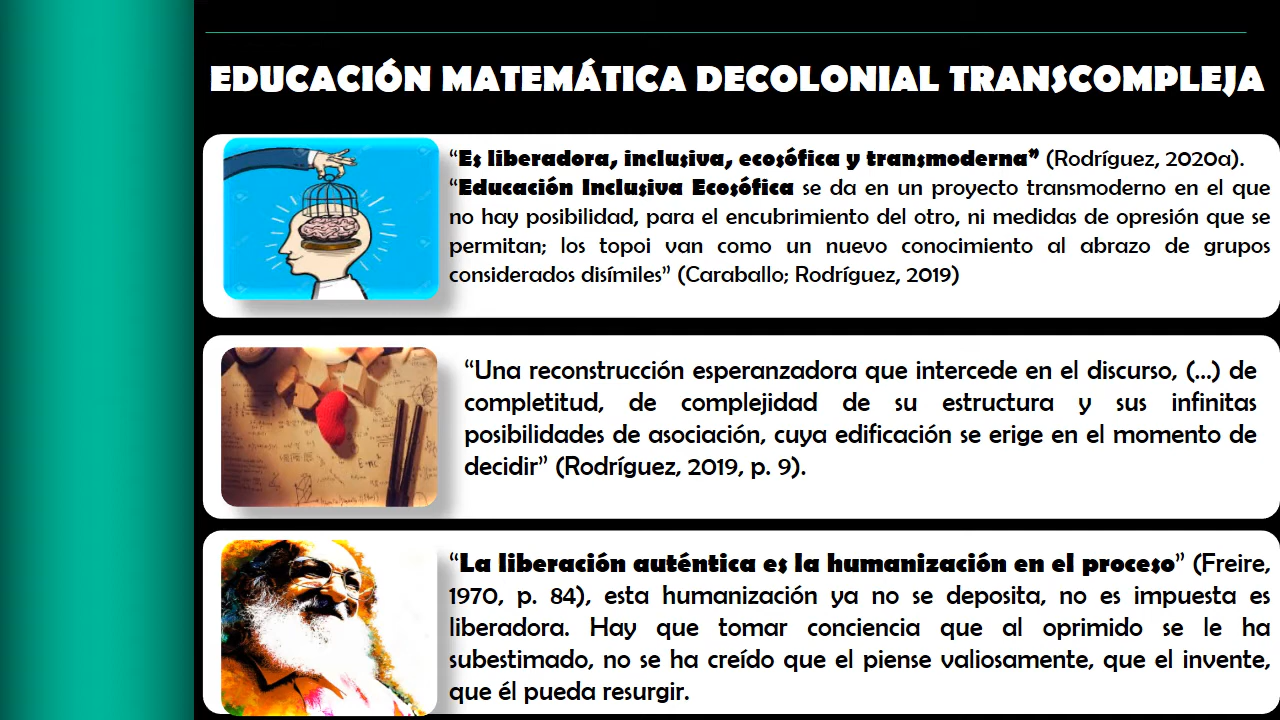 EDUCACIÓN MATEMÁTICA DECOLONIAL TRANSCOMPLEJA
“Es liberadora, inclusiva, ecosófica y transmoderna” (Rodríguez, 2020a).
“Educación Inclusiva Ecosófica se da en un proyecto transmoderno en el que
no hay posibilidad, para el encubrimiento del otro, ni medidas de opresión que se
permitan; los topoi van como un nuevo conocimiento al abrazo de grupos
considerados disímiles” (Caraballo; Rodríguez, 2019)
“Una reconstrucción esperanzadora que intercede en el discurso, (...) de
completitud, de complejidad de su estructura y sus infinitas
posibilidades de asociación, cuya edificación se erige en el momento de
decidir” (Rodríguez, 2019, p. 9).
“La liberación auténtica es la humanización en el proceso” (Freire,
1970, p. 84), esta humanización ya no se deposita, no es impuesta es
liberadora. Hay que tomar conciencia que al oprimido se le ha
subestimado, no se ha creído que el piense valiosamente, que el invente,
que él pueda resurgir.